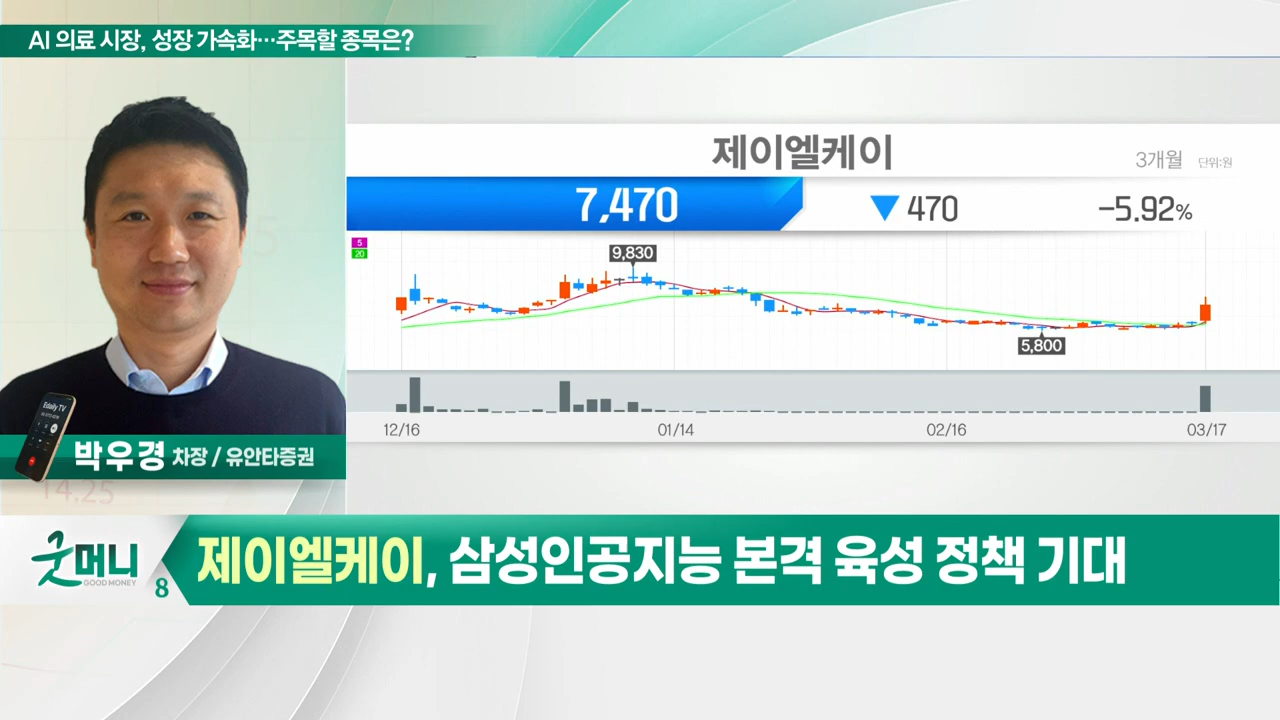 AI 의료 시장, 성장 가속화…주목할 종목은?
제이엘케이
3개월 단위:원
7,470
▼ 470
-5.92%
5
20
9,830
5,800
12/16
01/14
02/16
03/17
Edaily TV
박우경 차장 / 유안타증권
14.25
굿머니
GOOD MONEY
8
제이엘케이, 삼성인공지능 본격 육성 정책 기대